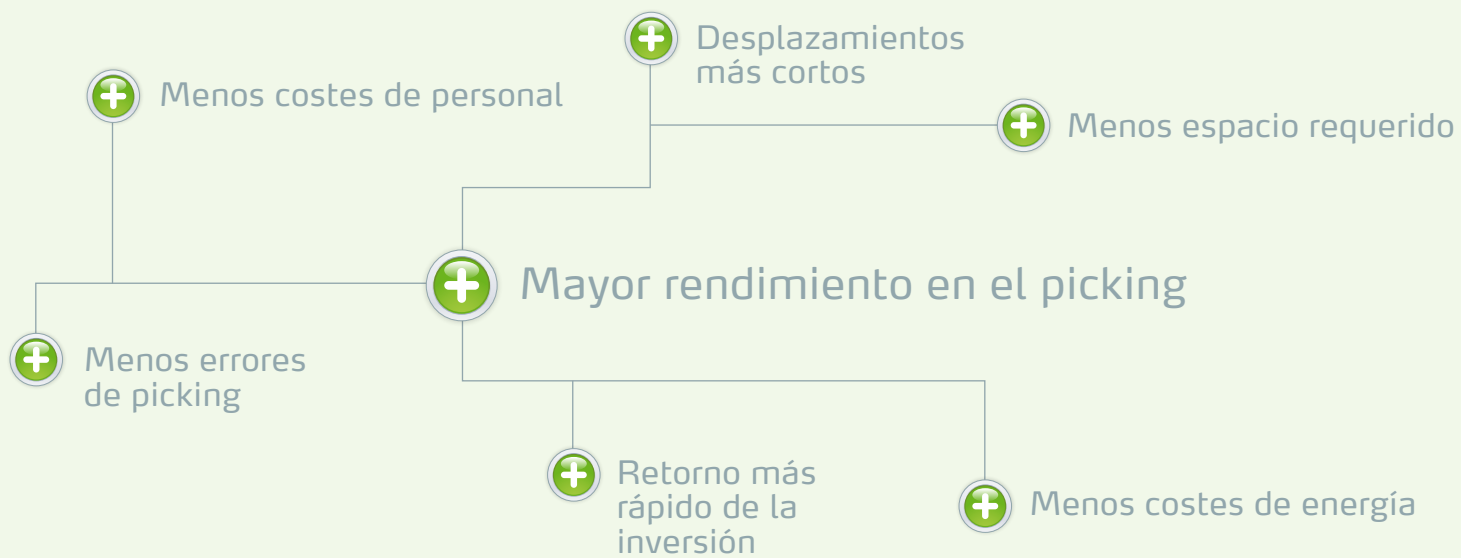 Desplazamientos
más cortos
Menos costes de personal
Menos espacio requerido
Mayor rendimiento en el picking
Menos errores
de picking
Retorno más
rápido de la
inversión
Menos costes de energía